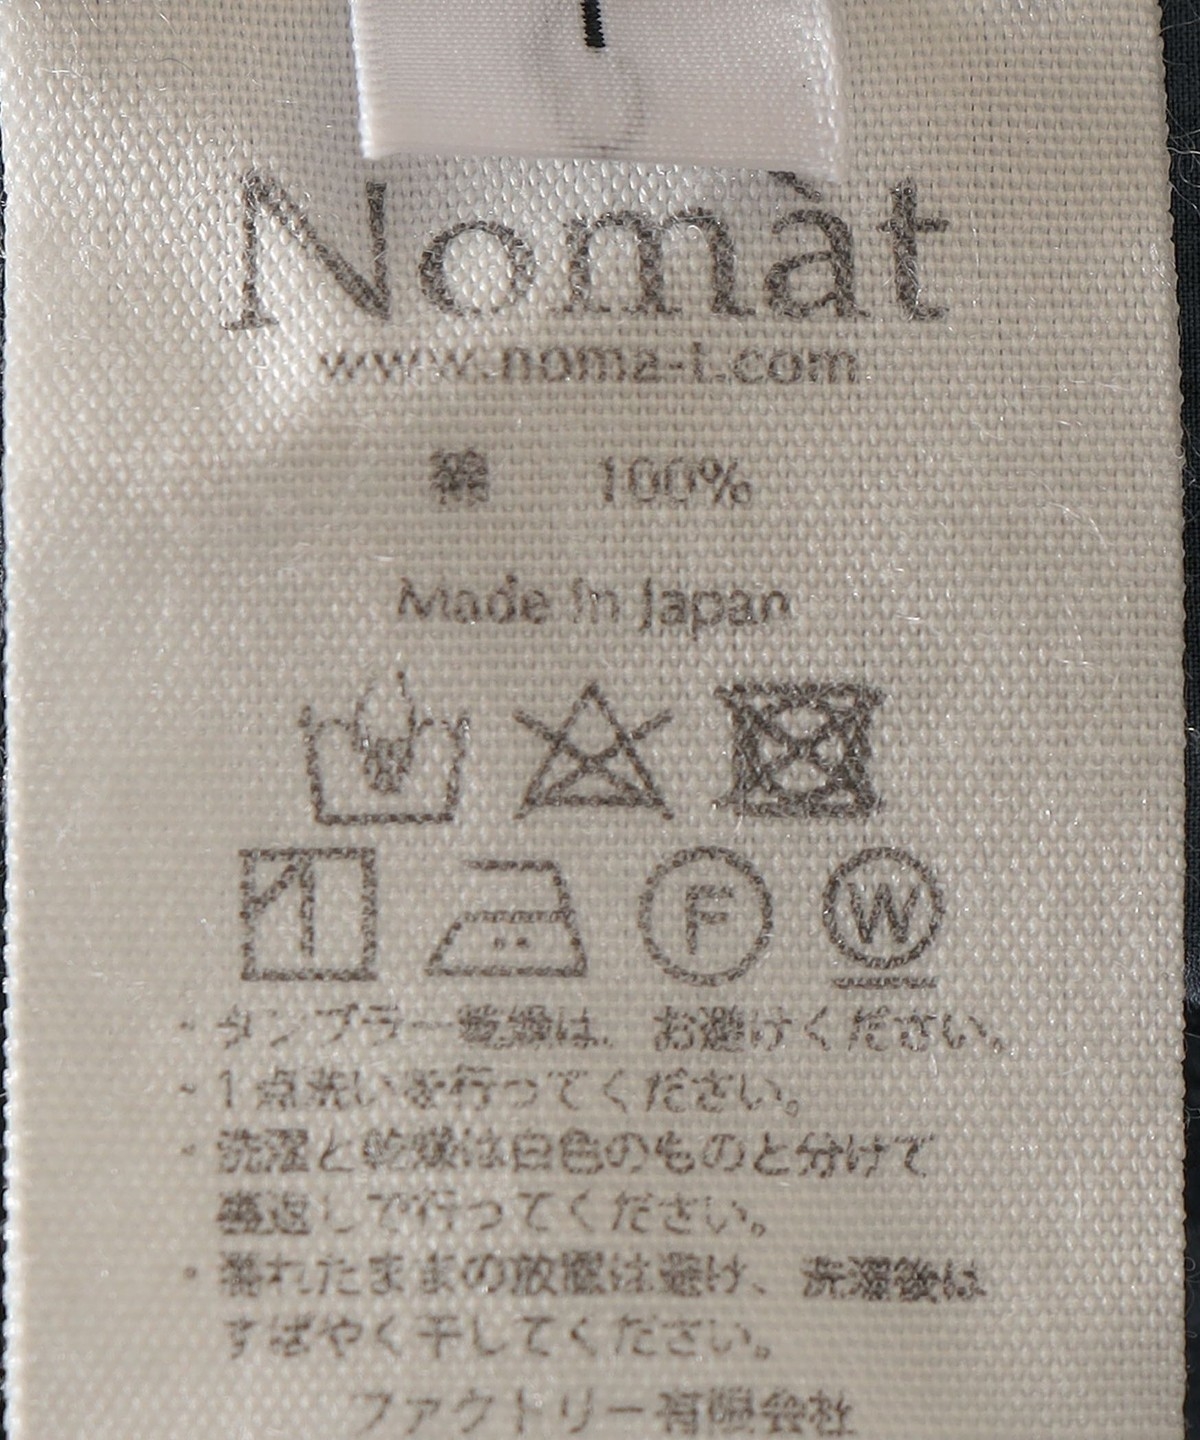 Nomàt
www.noma-t.com
綿 100%
Made in Japan
F W
・タンブラー乾燥は、お避けください。
・1点洗いを行ってください。
・洗濯と乾燥は白色のものと分けて
裏返しで行ってください。
・濡れたままの放置は避け、洗濯後は
すばやく干してください。
ファクトリー有限会社